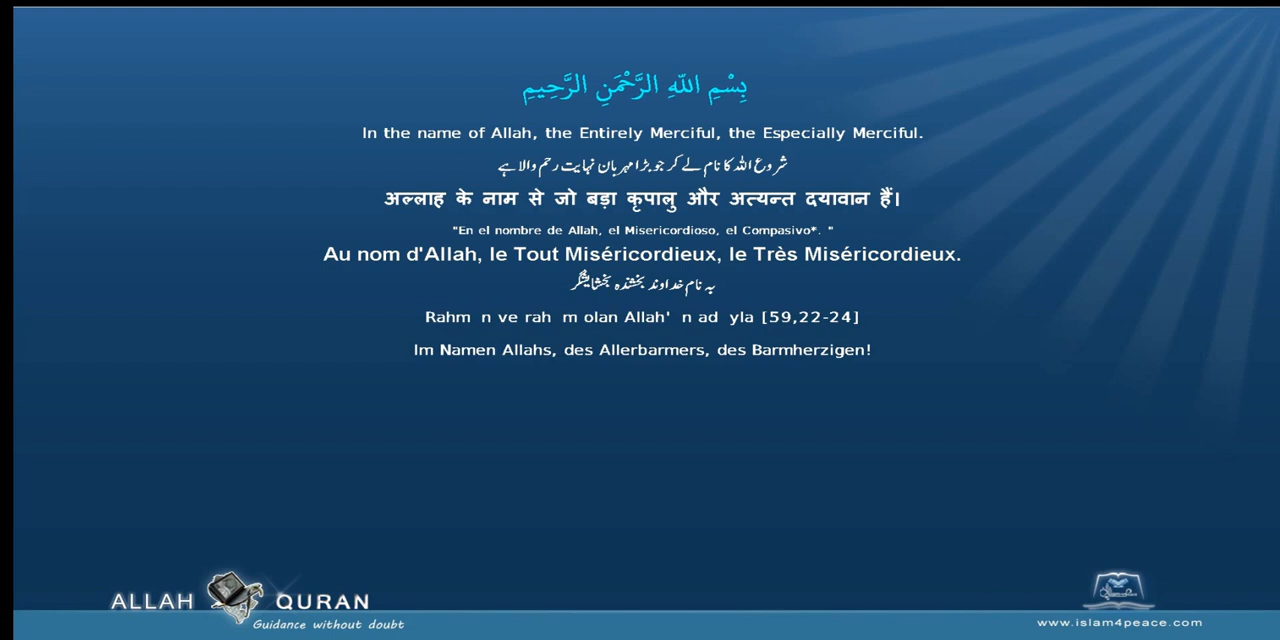 بِسْمِ اللَّهِ الرَّحْمَنِ الرَّحِيمِ
In the name of Allah, the Entirely Merciful, the Especially Merciful.
شروع الله کا نام لے کر جو بڑا مہربان نہایت رحم والا ہے
अल्लाह के नाम से जो बड़ा कृपालु और अत्यन्त दयावान हैं।
"En el nombre de Allah, el Misericordioso, el Compasivo*. "
Au nom d'Allah, le Tout Miséricordieux, le Très Miséricordieux.
به نام خداوند بخشنده بخشایشگر
Rahm n ve rah m olan Allah' n ad yla [59,22-24]
Im Namen Allahs, des Allerbarmers, des Barmherzigen!
ALLAH QURAN
Guidance without doubt
www.islam4peace.com